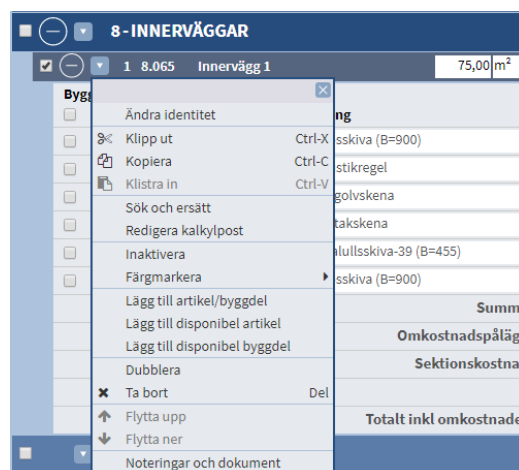 8 - INNERVÄGGAR
1 8.065 Innervägg 1 75,00 m²
Bygg
ng
Ändra identitet
Klipp ut Ctrl-X
sskiva (B=900)
Kopiera Ctrl-C
stikregel
Klistra in Ctrl-V
golvskena
Sök och ersätt
takskena
Redigera kalkylpost
Inaktivera
alullsskiva-39 (B=455)
Färgmarkera
sskiva (B=900)
Lägg till artikel/byggdel
Summ
Lägg till disponibel artikel
Omkostnadspåläg
Lägg till disponibel byggdel
Sektionskostna
Dubblera
Ta bort Del
Flytta upp
Totalt inkl omkostnade
Flytta ner
Noteringar och dokument